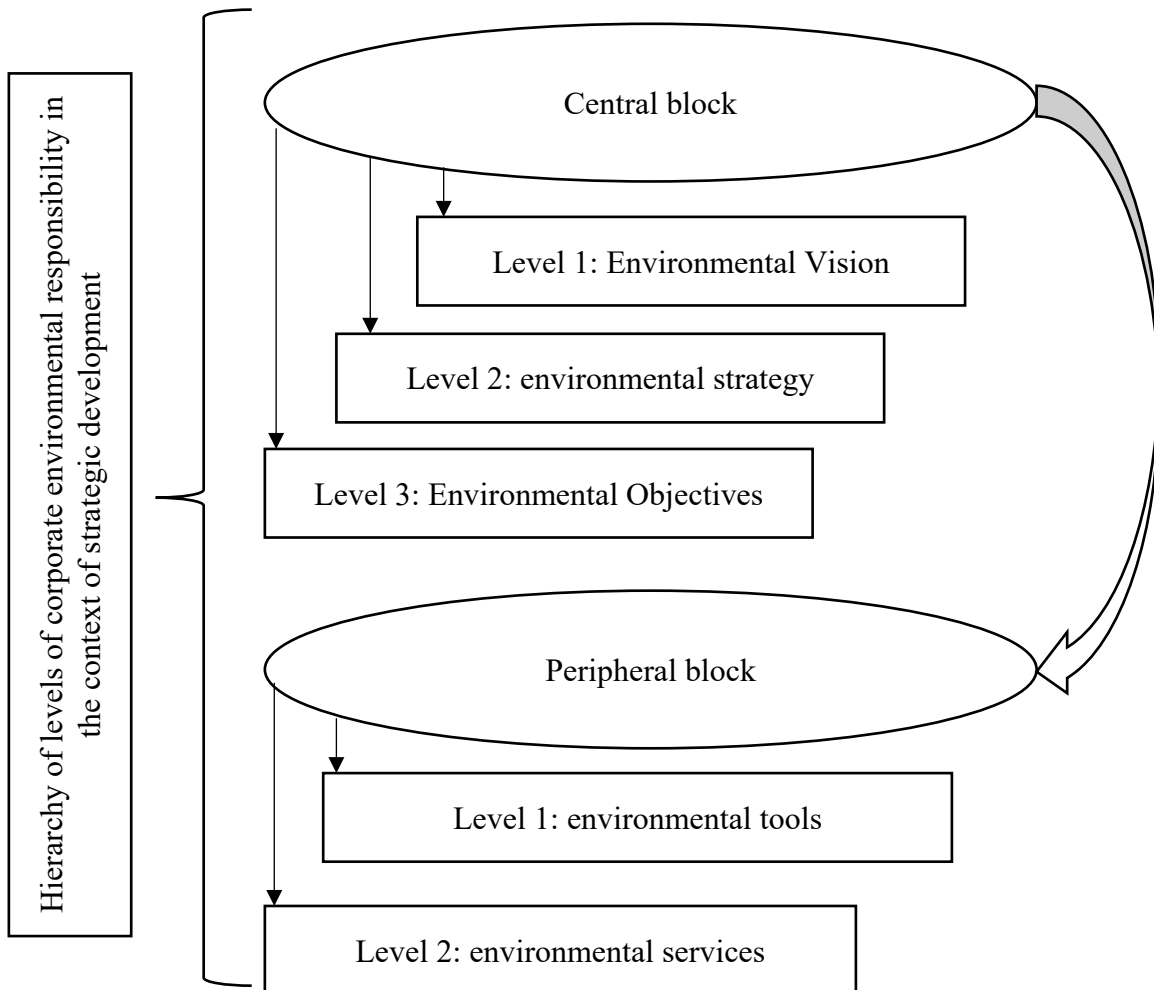 Hierarchy of levels of corporate environmental responsibility in
the context of strategic development
Central block
Level 1: Environmental Vision
Level 2: environmental strategy
Level 3: Environmental Objectives
Peripheral block
Level 1: environmental tools
Level 2: environmental services